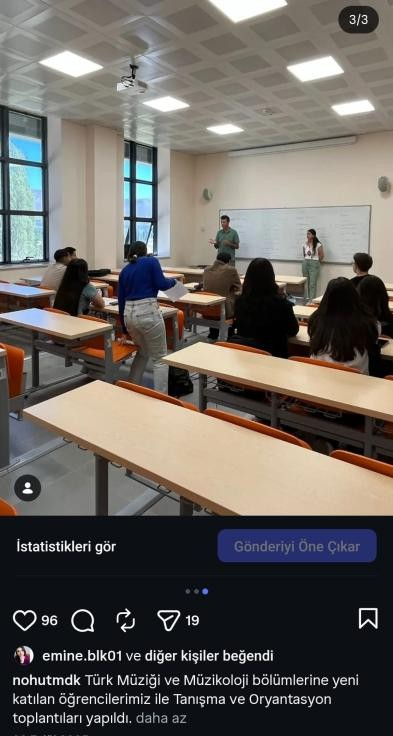 3/3
İstatistikleri gör
Gönderiyi Öne Çıkar
96
19
emine.blk01 ve diğer kişiler beğendi
nohutmdk Türk Müziği ve Müzikoloji bölümlerine yeni
katılan öğrencilerimiz ile Tanışma ve Oryantasyon
toplantıları yapıldı. daha az